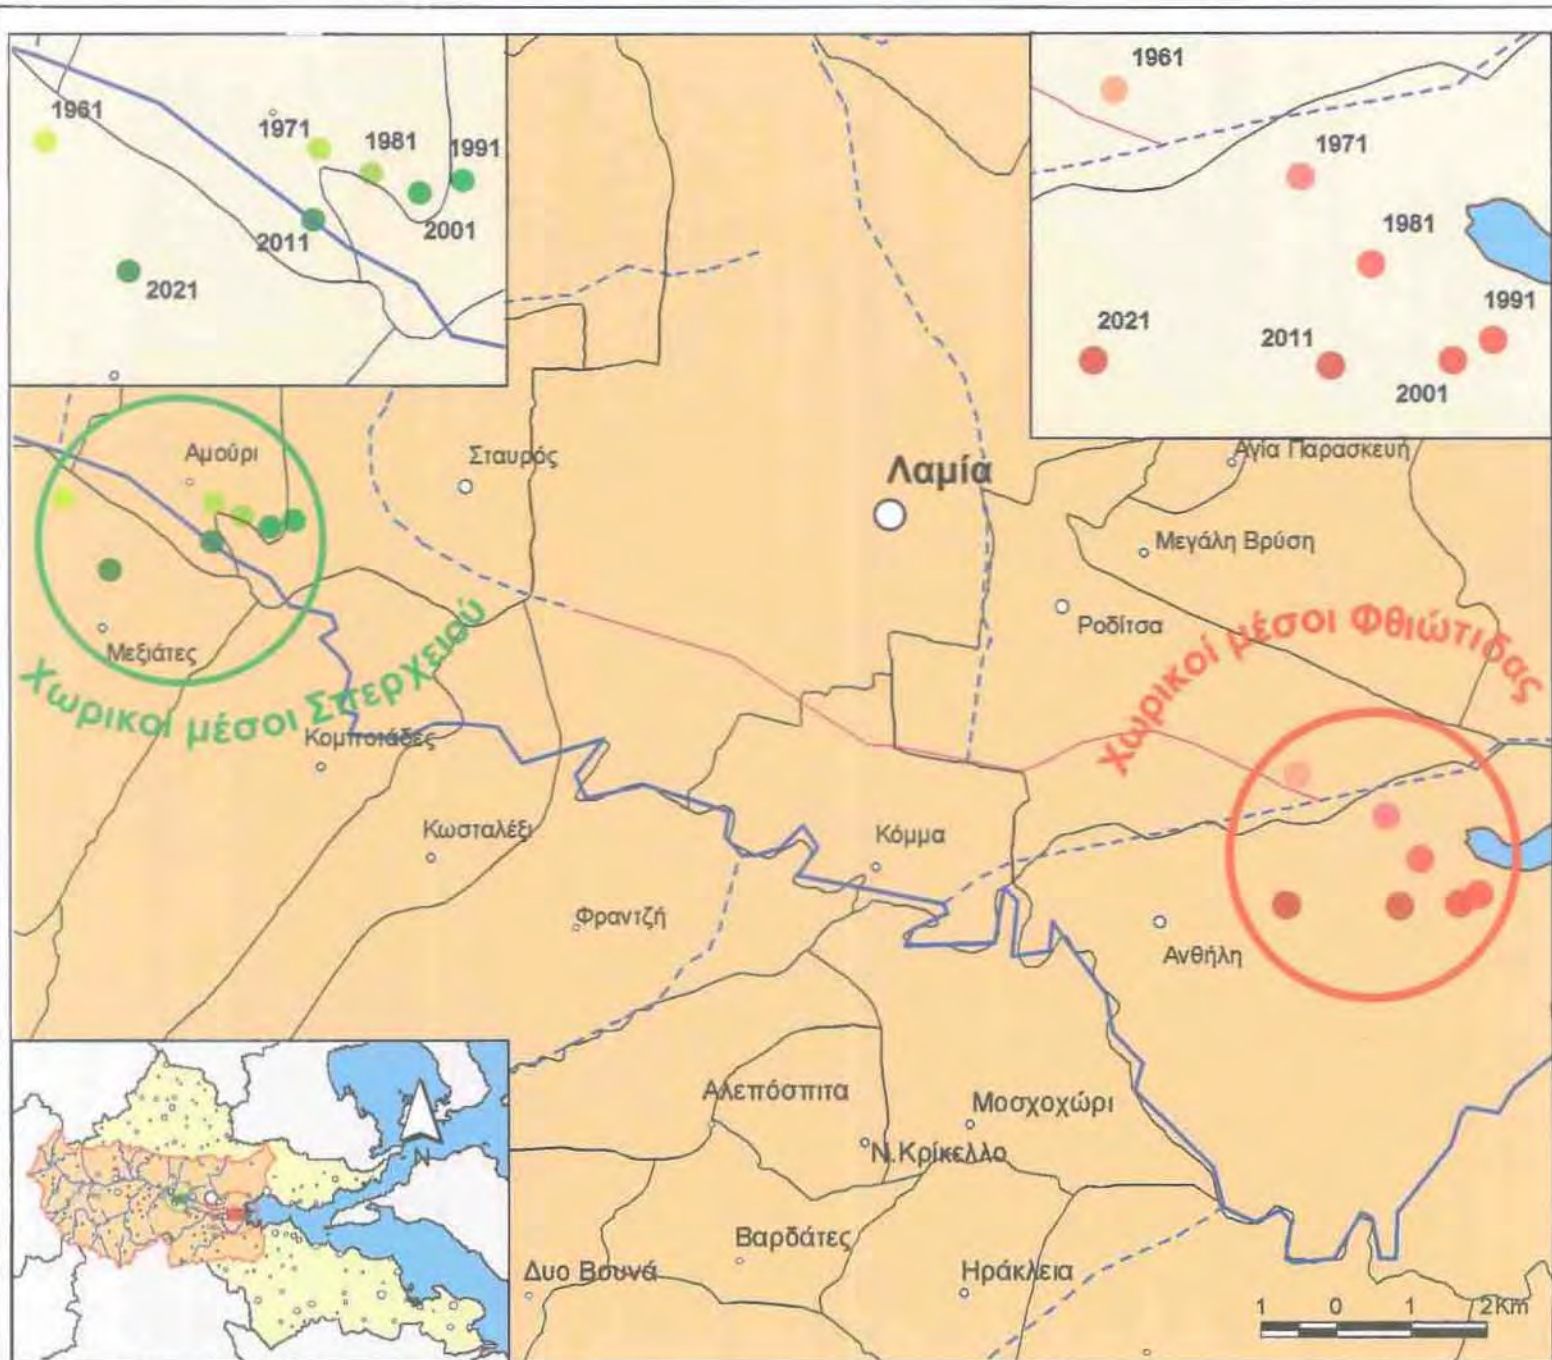 1961
1971
1981
1991
2001
2011
2021
1961
1971
1981
1991
2021
2011
2001
Αμούρι
Σταυρός
Λαμία
Αγία Παρασκευή
Μεγάλη Βρύση
Ροδίτσα
Μεξιάτες
Χωρικοί μέσοι Σπερχειού
Χωρικοί μέσοι Φθιώτιδας
Κομποτάδες
Κωσταλέξι
Κόμμα
Φραντζή
Ανθήλη
Αλεπόσπιτα
Μοσχοχώρι
Ν.Κρίκελλο
Βαρδάτες
Δυο Βουνά
Ηράκλεια
N
1 0 1 2Km